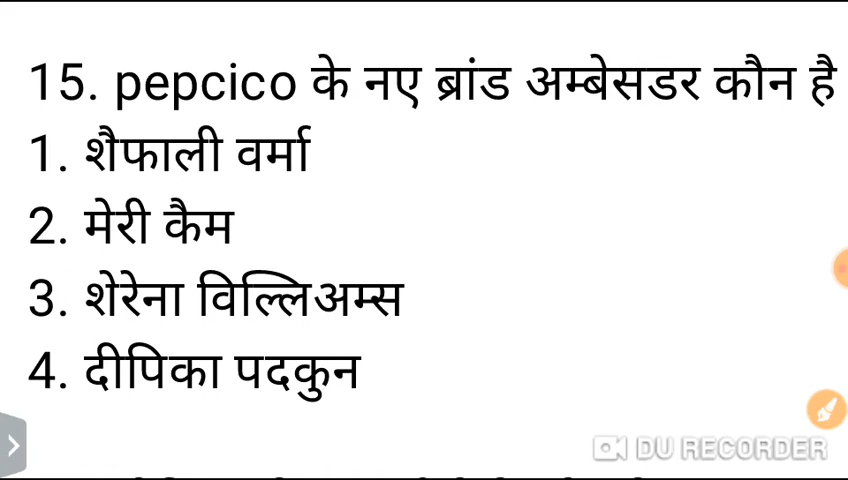 15. pepcico के नए ब्रांड अम्बेसडर कौन है
1. शैफाली वर्मा
2. मेरी कैम
3. शेरेना विल्लिअम्स
4. दीपिका पदकुन
DU RECORDER